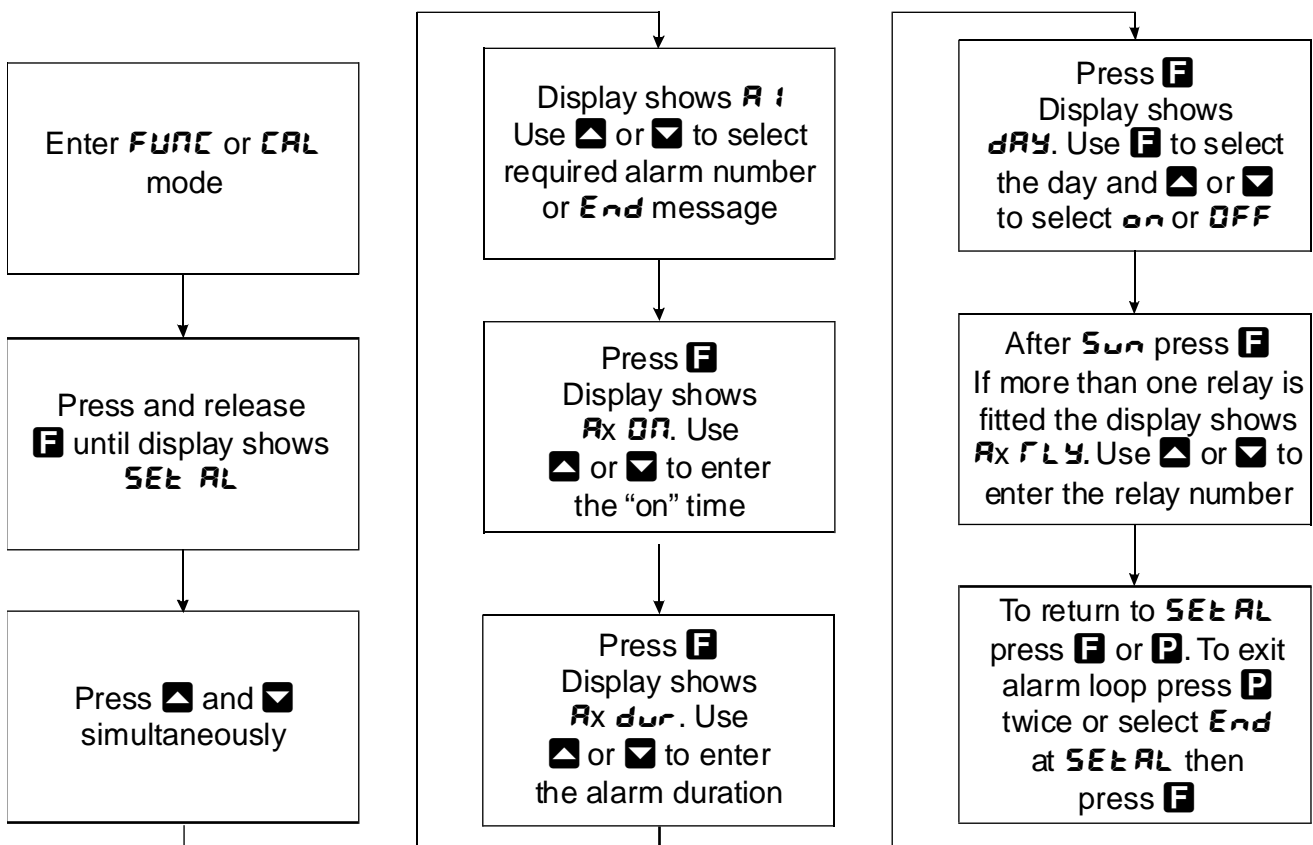 Enter FUNC or CAL
mode
Press and release
F until display shows
SEt AL
Press ▲ and ▼
simultaneously
Display shows A 1
Use ▲ or ▼ to select
required alarm number
or End message
Press F
Display shows
Ax ON. Use
▲ or ▼ to enter
the “on” time
Press F
Display shows
Ax dur. Use
▲ or ▼ to enter
the alarm duration
Press F
Display shows
dAY. Use F to select
the day and ▲ or ▼
to select on or OFF
After Sun press F
If more than one relay is
fitted the display shows
Ax rLY. Use ▲ or ▼ to
enter the relay number
To return to SEt AL
press F or P. To exit
alarm loop press P
twice or select End
at SEt AL then
press F